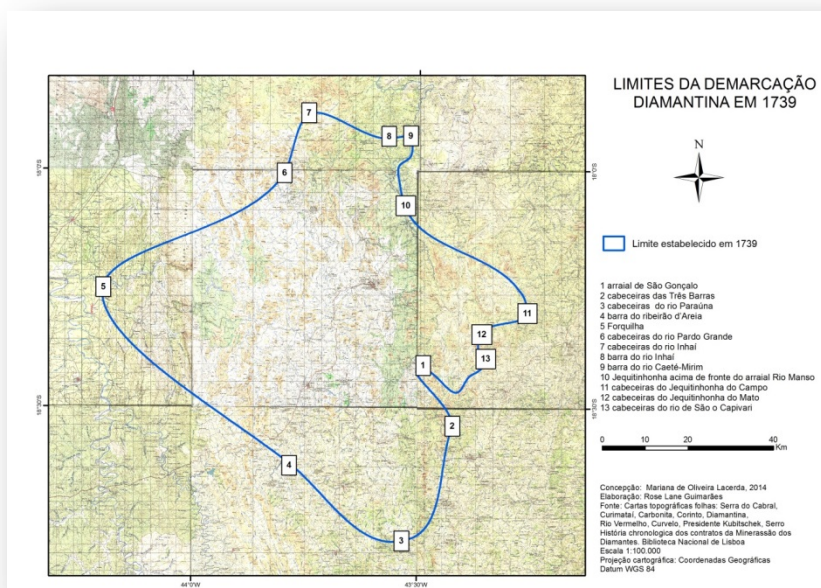 LIMITES DA DEMARCAÇÃO
DIAMANTINA EM 1739
N
Limite estabelecido em 1739
1 arraial de São Gonçalo
2 cabeceiras das Três Barras
3 cabeceiras do rio Paraúna
4 barra do ribeirão d'Areia
5 Forquilha
6 cabeceiras do rio Pardo Grande
7 cabeceiras do rio Inhaí
8 barra do rio Inhaí
9 barra do rio Caeté-Mirim
10 Jequitinhonha acima de fronte do arraial Rio Manso
11 cabeceiras do Jequitinhonha do Campo
12 cabeceiras do Jequitinhonha do Mato
13 cabeceiras do rio de São o Capivari
0 10 20 40
Km
Concepção: Mariana de Oliveira Lacerda, 2014
Elaboração: Rose Lane Guimarães
Fonte: Cartas topográficas folhas: Serra do Cabral,
Curimataí, Carbonita, Corinto, Diamantina,
Rio Vermelho, Curvelo, Presidente Kubitschek, Serro
História chronologica dos contratos da Minerassão dos
Diamantes. Biblioteca Nacional de Lisboa
Escala 1:100.000
Projeção cartográfica: Coordenadas Geográficas
Datum WGS 84
7
8
9
6
10
5
11
12
13
1
2
4
3
18°0'S
18°0'S
18°30'S
18°30'S
44°0'W
43°30'W